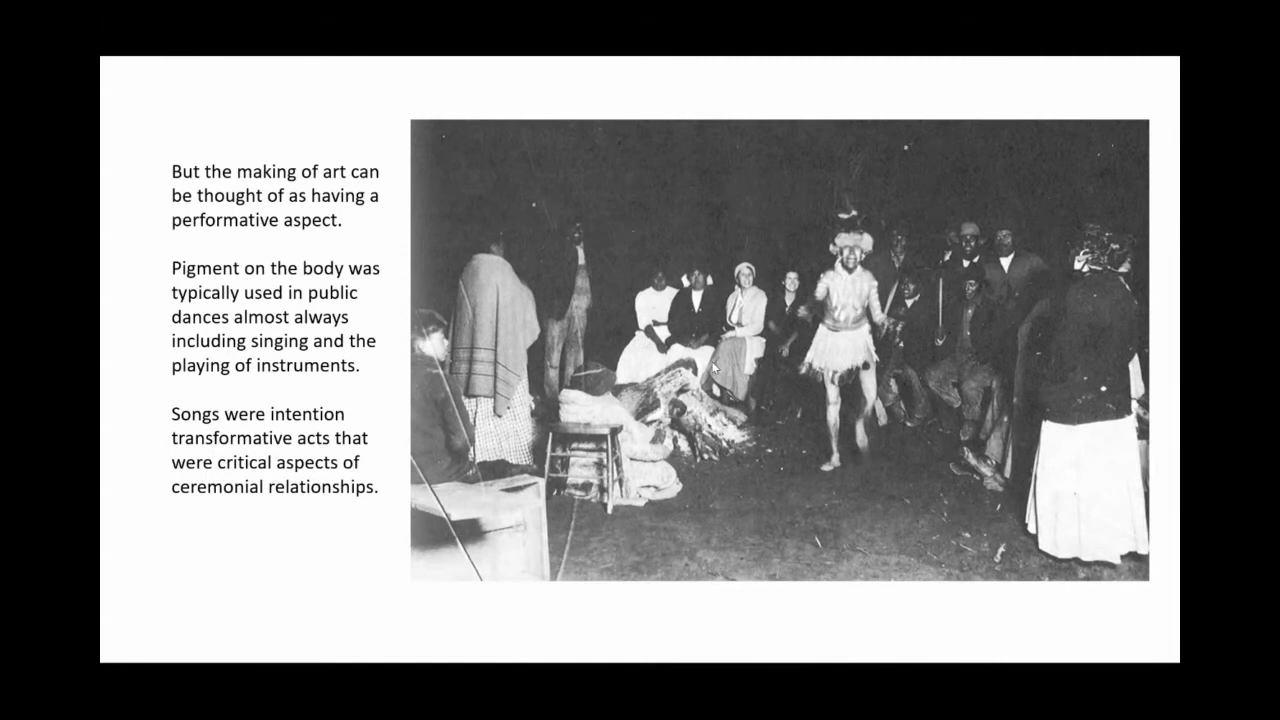 But the making of art can
be thought of as having a
performative aspect.
Pigment on the body was
typically used in public
dances almost always
including singing and the
playing of instruments.
Songs were intention
transformative acts that
were critical aspects of
ceremonial relationships.